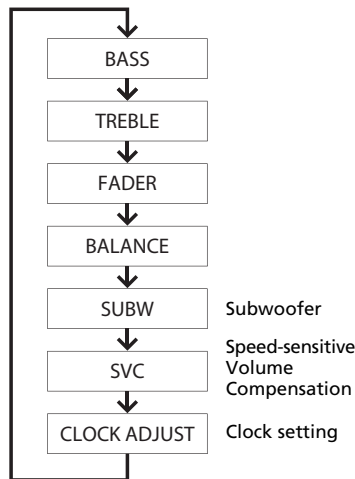 BASS
TREBLE
FADER
BALANCE
SUBW
Subwoofer
SVC
Speed-sensitive
Volume
Compensation
CLOCK ADJUST
Clock setting